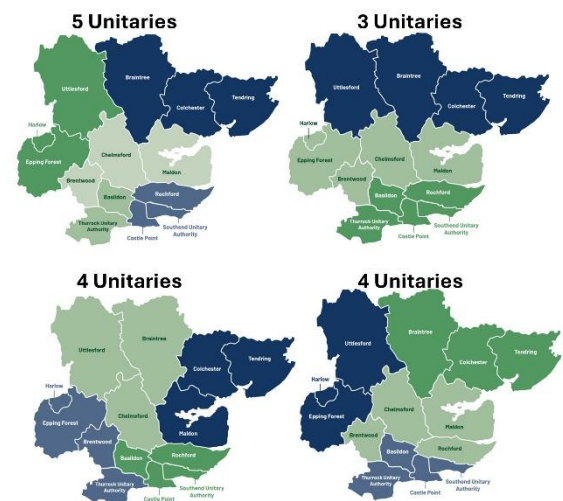 5 Unitaries
Uttlesford
Braintree
Colchester
Tendring
Harlow
Epping Forest
Chelmsford
Maldon
Brentwood
Basildon
Rochford
Thurrock Unitary
Authority
Castle Point
Southend Unitary
Authority
3 Unitaries
Uttlesford
Braintree
Colchester
Tendring
Harlow
Epping Forest
Chelmsford
Maldon
Brentwood
Basildon
Rochford
Thurrock Unitary
Authority
Castle Point
Southend Unitary
Authority
4 Unitaries
Uttlesford
Braintree
Colchester
Tendring
Harlow
Epping Forest
Chelmsford
Maldon
Brentwood
Basildon
Rochford
Thurrock Unitary
Authority
Castle Point
Southend Unitary
Authority
4 Unitaries
Uttlesford
Braintree
Colchester
Tendring
Harlow
Epping Forest
Chelmsford
Maldon
Brentwood
Rochford
Basildon
Thurrock Unitary
Authority
Castle Point
Southend Unitary
Authority